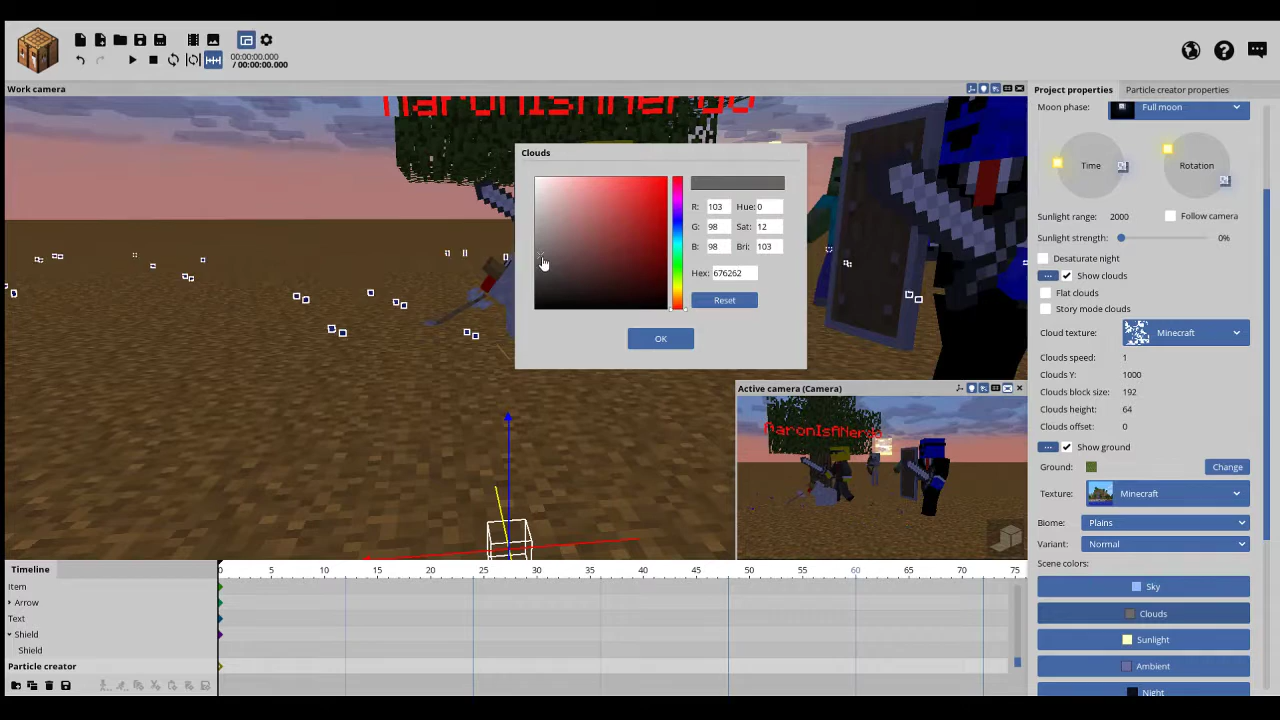 00:00:00.000
/ 00:00:00.000
Work camera
Project properties
Particle creator properties
Moon phase:
Full moon
Time
Rotation
Sunlight range:
2000
Follow camera
Sunlight strength:
0%
Desaturate night
...
Show clouds
Flat clouds
Story mode clouds
Cloud texture:
Minecraft
Clouds speed:
1
Clouds Y:
1000
Clouds block size:
192
Clouds height:
64
Clouds offset:
0
...
Show ground
Ground:
Change
Texture:
Minecraft
Biome:
Plains
Variant:
Normal
Scene colors:
Sky
Clouds
Sunlight
Ambient
Night
AaronIsANerdo
Clouds
R:
103
Hue:
0
G:
98
Sat:
12
B:
98
Bri:
103
Hex:
676262
Reset
OK
Active camera (Camera)
AaronIsANerdo
Timeline
0
5
10
15
20
25
30
35
40
45
50
55
60
65
70
75
Item
Arrow
Text
Shield
Shield
Particle creator